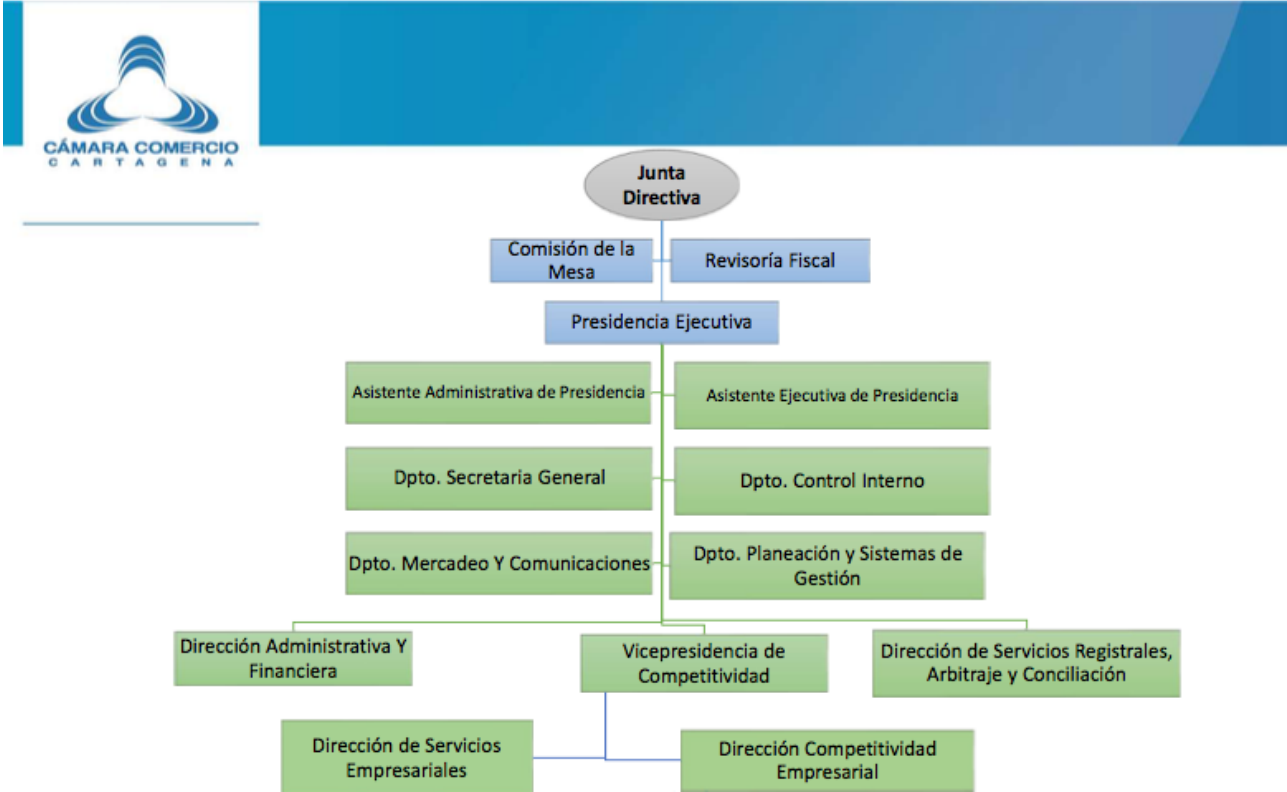 CÁMARA COMERCIO
CARTAGENA
Junta
Directiva
Comisión de la
Mesa
Revisoría Fiscal
Presidencia Ejecutiva
Asistente Administrativa de Presidencia
Asistente Ejecutiva de Presidencia
Dpto. Secretaria General
Dpto. Control Interno
Dpto. Mercadeo Y Comunicaciones
Dpto. Planeación y Sistemas de
Gestión
Dirección Administrativa Y
Financiera
Vicepresidencia de
Competitividad
Dirección de Servicios Registrales,
Arbitraje y Conciliación
Dirección de Servicios
Empresariales
Dirección Competitividad
Empresarial